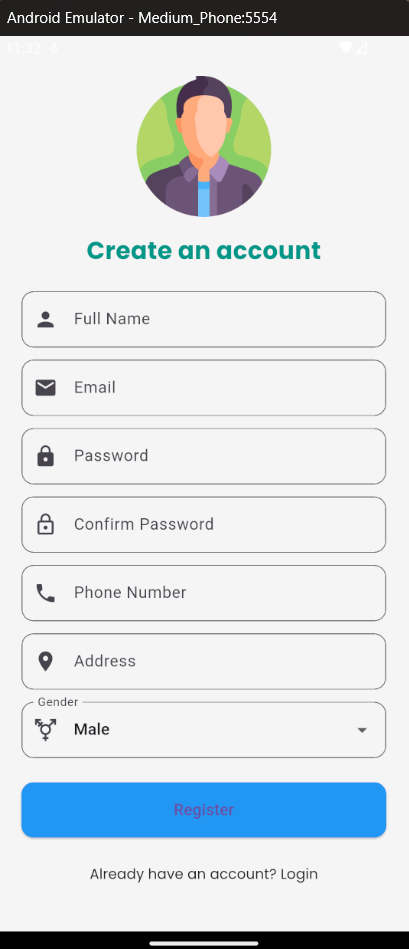 Android Emulator - Medium_Phone:5554
11:32
Create an account
Full Name
Email
Password
Confirm Password
Phone Number
Address
Gender
Male
Register
Already have an account? Login